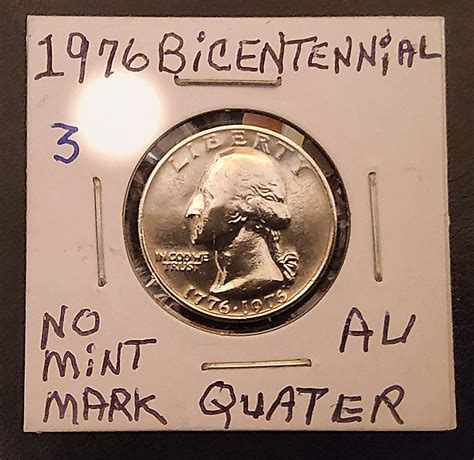 1976 BiCENTENNiAL
3
LIBERTY
IN GOD WE
TRUST
1776·1976
NO
MiNT
MARK
AU
QUATER